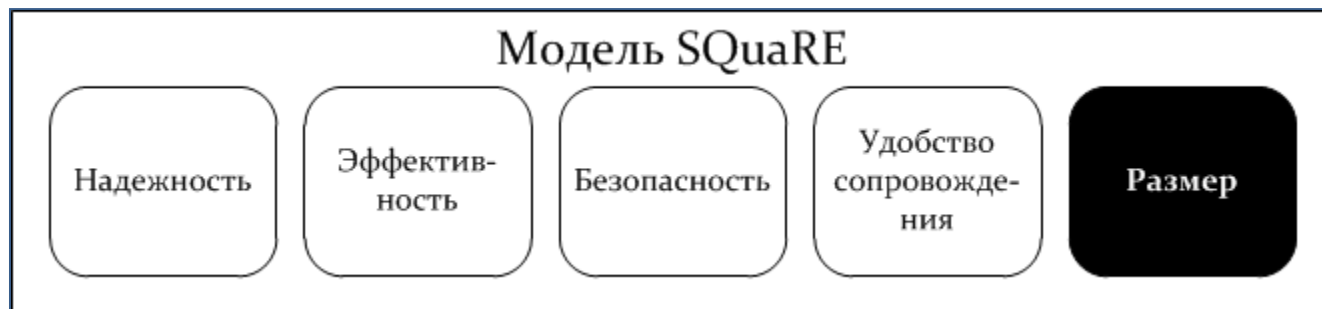 Модель SQuaRE
Надежность
Эффектив-
ность
Безопасность
Удобство
сопровожде-
ния
Размер